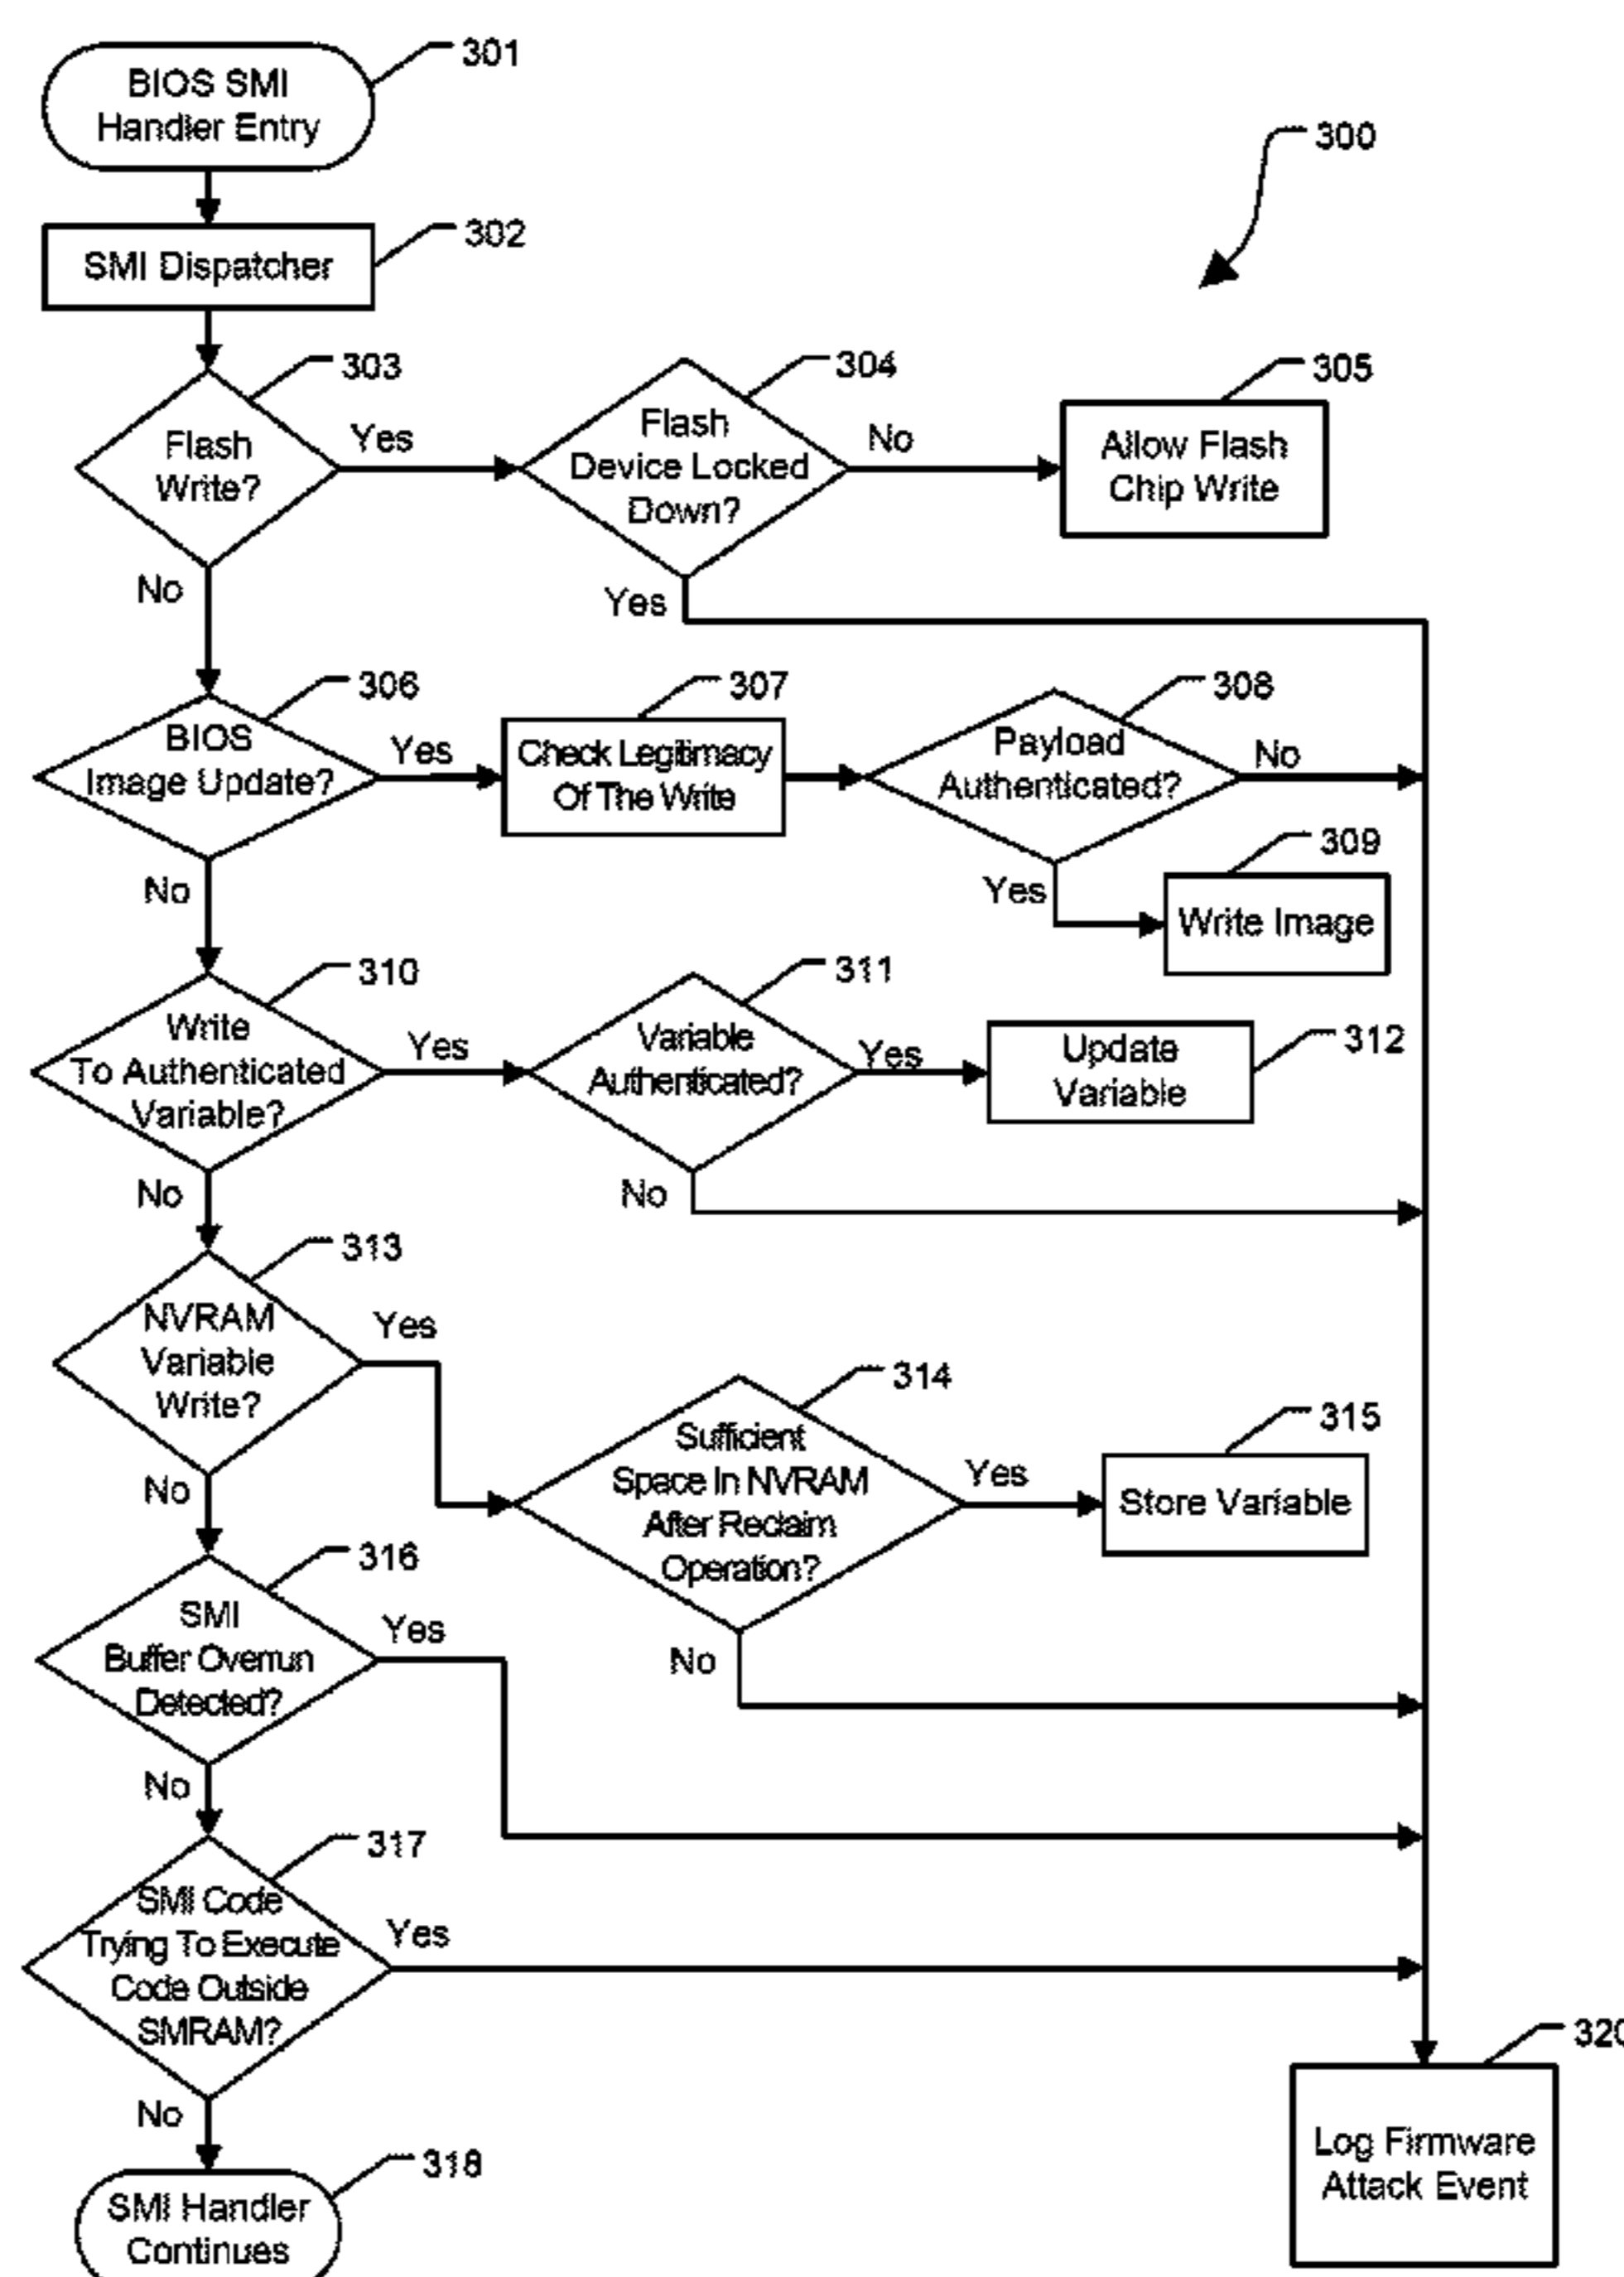 301
BIOS SMI
Handler Entry
300
302
SMI Dispatcher
303
Flash
Write?
Yes
No
304
Flash
Device Locked
Down?
No
Yes
305
Allow Flash
Chip Write
306
BIOS
Image Update?
Yes
No
307
Check Legitimacy
Of The Write
308
Payload
Authenticated?
No
Yes
309
Write Image
310
Write
To Authenticated
Variable?
Yes
No
311
Variable
Authenticated?
Yes
No
312
Update
Variable
313
NVRAM
Variable
Write?
Yes
No
314
Sufficient
Space In NVRAM
After Reclaim
Operation?
Yes
No
315
Store Variable
316
SMI
Buffer Overrun
Detected?
Yes
No
317
SMI Code
Trying To Execute
Code Outside
SMRAM?
Yes
No
318
SMI Handler
Continues
320
Log Firmware
Attack Event